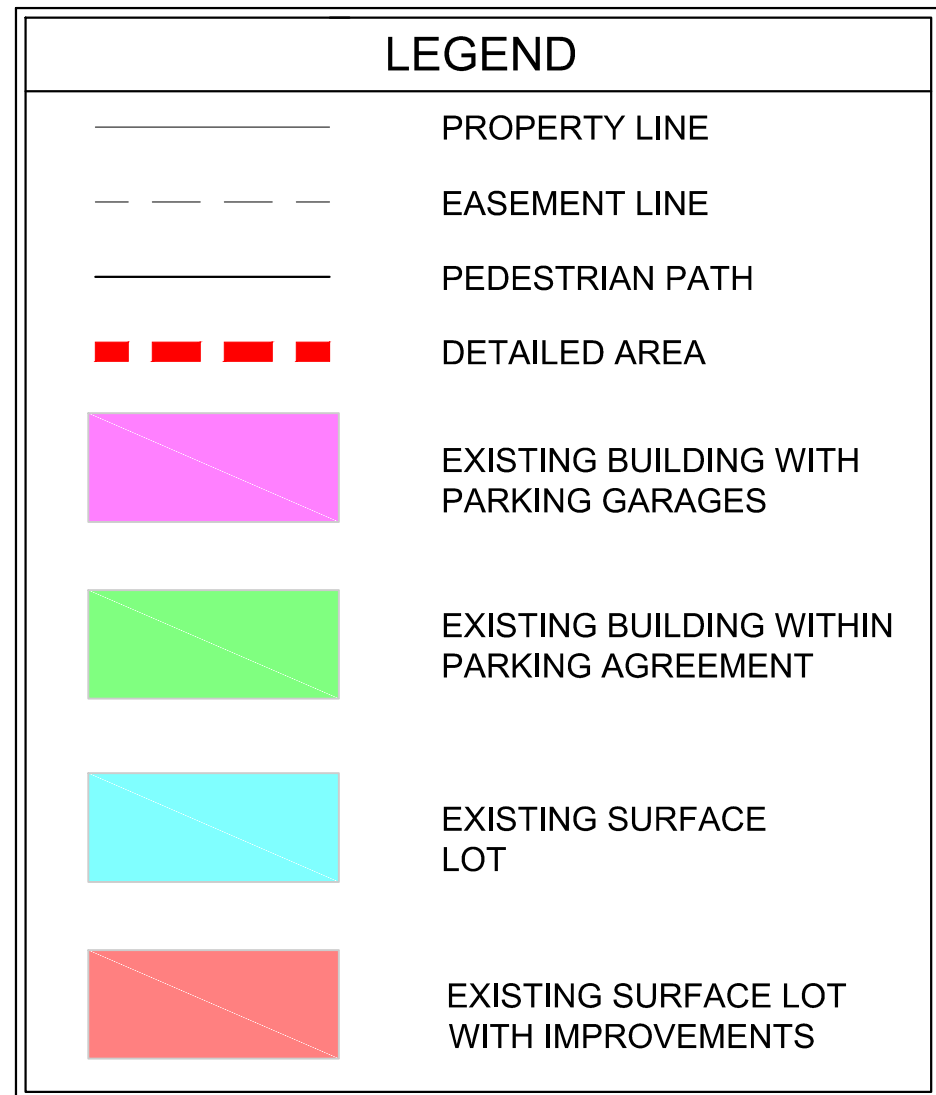 LEGEND
PROPERTY LINE
EASEMENT LINE
PEDESTRIAN PATH
DETAILED AREA
EXISTING BUILDING WITH
PARKING GARAGES
EXISTING BUILDING WITHIN
PARKING AGREEMENT
EXISTING SURFACE
LOT
EXISTING SURFACE LOT
WITH IMPROVEMENTS